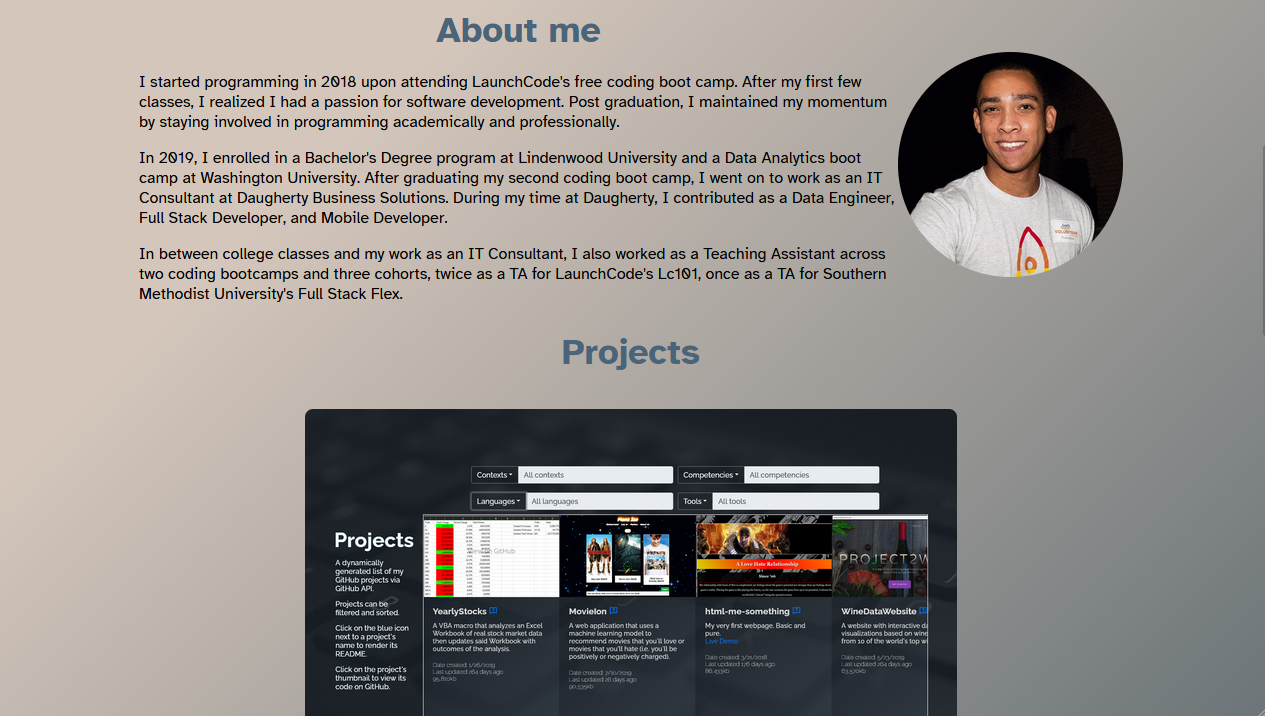 About me
I started programming in 2018 upon attending LaunchCode's free coding boot camp. After my first few
classes, I realized I had a passion for software development. Post graduation, I maintained my momentum
by staying involved in programming academically and professionally.
In 2019, I enrolled in a Bachelor's Degree program at Lindenwood University and a Data Analytics boot
camp at Washington University. After graduating my second coding boot camp, I went on to work as an IT
Consultant at Daugherty Business Solutions. During my time at Daugherty, I contributed as a Data Engineer,
Full Stack Developer, and Mobile Developer.
In between college classes and my work as an IT Consultant, I also worked as a Teaching Assistant across
two coding bootcamps and three cohorts, twice as a TA for LaunchCode's Lc101, once as a TA for Southern
Methodist University's Full Stack Flex.
Projects
Contexts
All contexts
Competencies
All competencies
Languages
All languages
Tools
All tools
Projects
A dynamically
generated list of my
GitHub projects via
GitHub API.
Projects can be
filtered and sorted.
Click on the blue icon
next to a project's
name to render its
README.
Click on the project's
thumbnail to view its
code on GitHub.
GitHub
A Love Hate Relationship
Since '96
PROJECT2W
YearlyStocks
A VBA macro that analyzes an Excel
Workbook of real stock market data
then updates said Workbook with
outcomes of the analysis.
Date created: 1/26/2019
Last updated 264 days ago
95,810kb
MovieIon
A web application that uses a
machine learning model to
recommend movies that you'll love or
movies that you'll hate (i.e. you'll be
positively or negatively charged).
Date created: 7/10/2019
Last updated 26 days ago
90,535kb
html-me-something
My very first webpage. Basic and
pure.
Live Demo
Date created: 3/21/2018
Last updated 176 days ago
86,433kb
WineDataWebsite
A website with interactive da
visualizations based on wine
from 10 of the world's top wi
Date created: 5/23/2019
Last updated 264 days ago
63,570kb